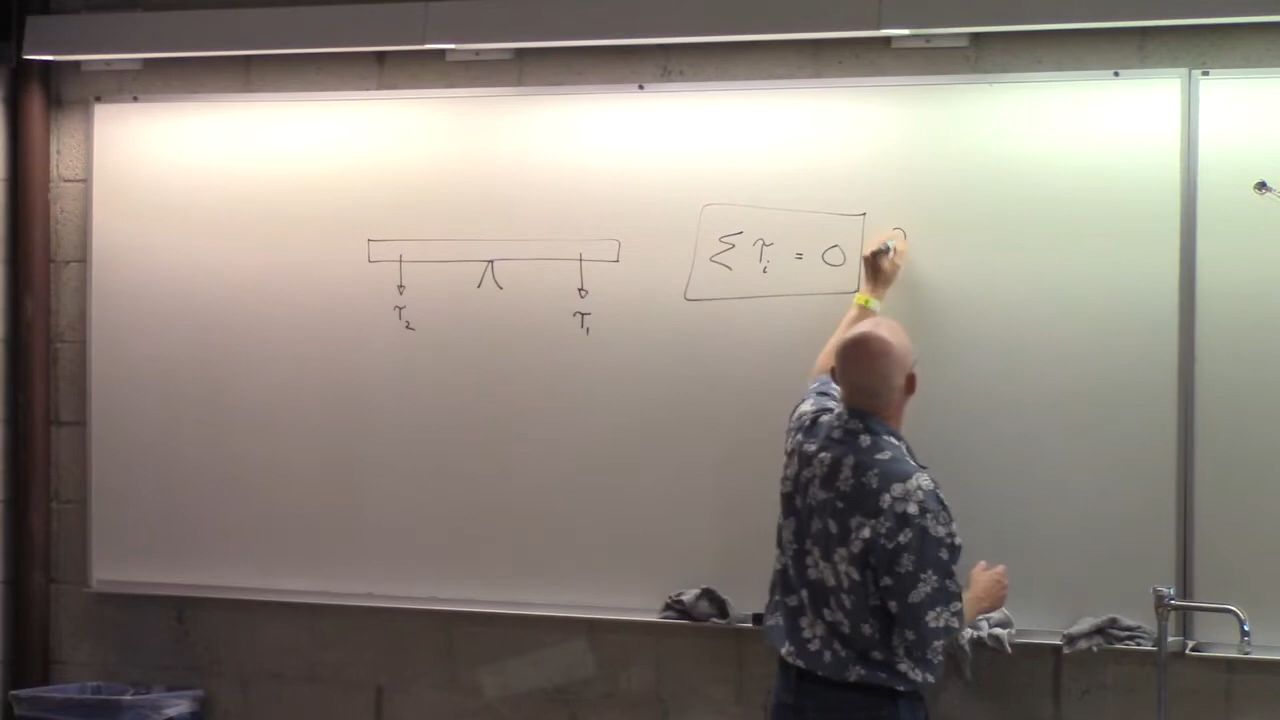 Σ τᵢ = 0
τ₂
τ₁